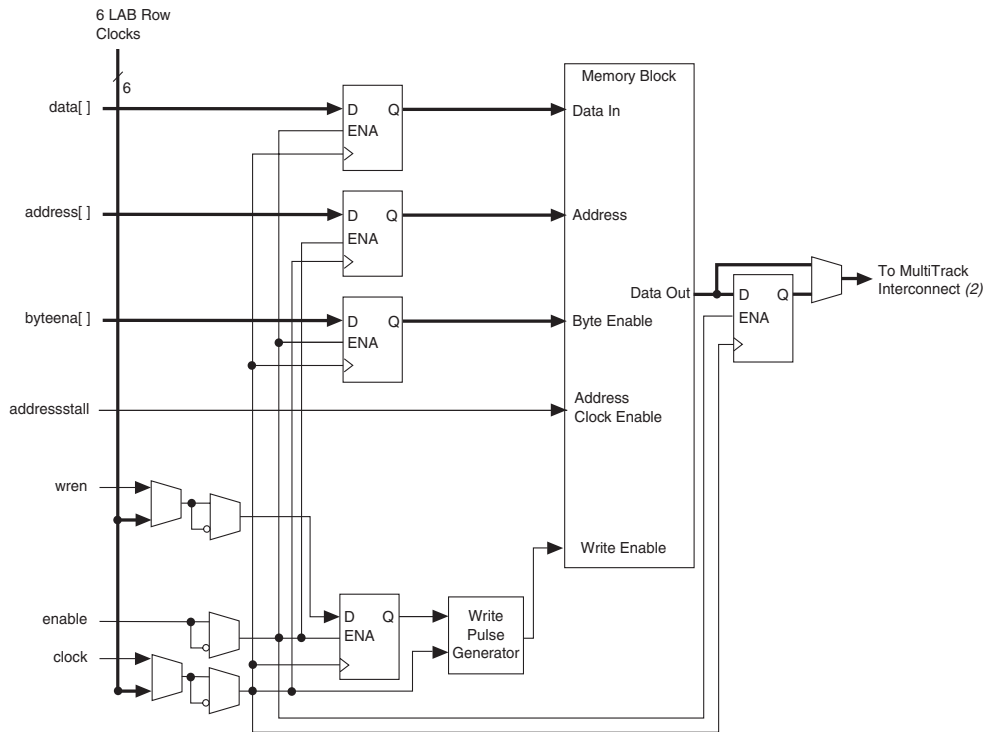 6 LAB Row
Clocks
6
data[ ]
D Q
ENA
Memory Block
Data In
address[ ]
D Q
ENA
Address
Data Out
D Q
ENA
To MultiTrack
Interconnect (2)
byteena[ ]
D Q
ENA
Byte Enable
addressstall
Address
Clock Enable
wren
Write Enable
enable
D Q
ENA
Write
Pulse
Generator
clock